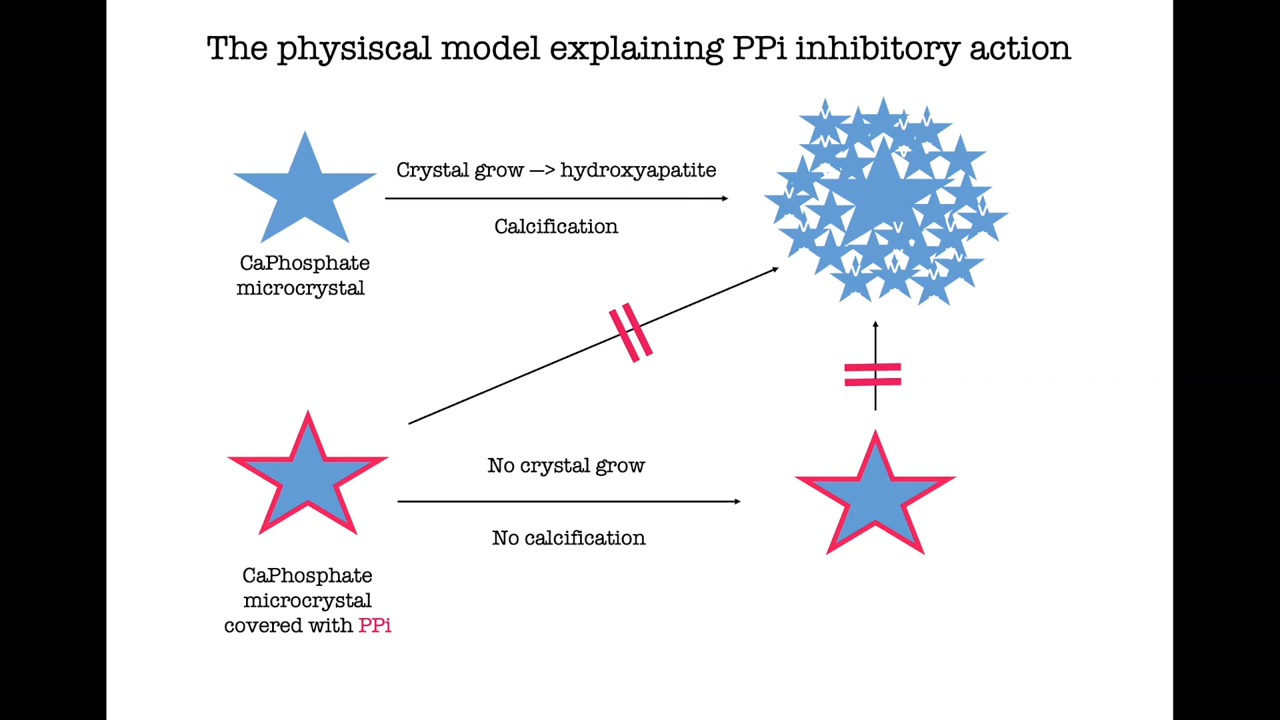 The physiscal model explaining PPi inhibitory action
Crystal grow —> hydroxyapatite
Calcification
CaPhosphate
microcrystal
No crystal grow
No calcification
CaPhosphate
microcrystal
covered with PPi